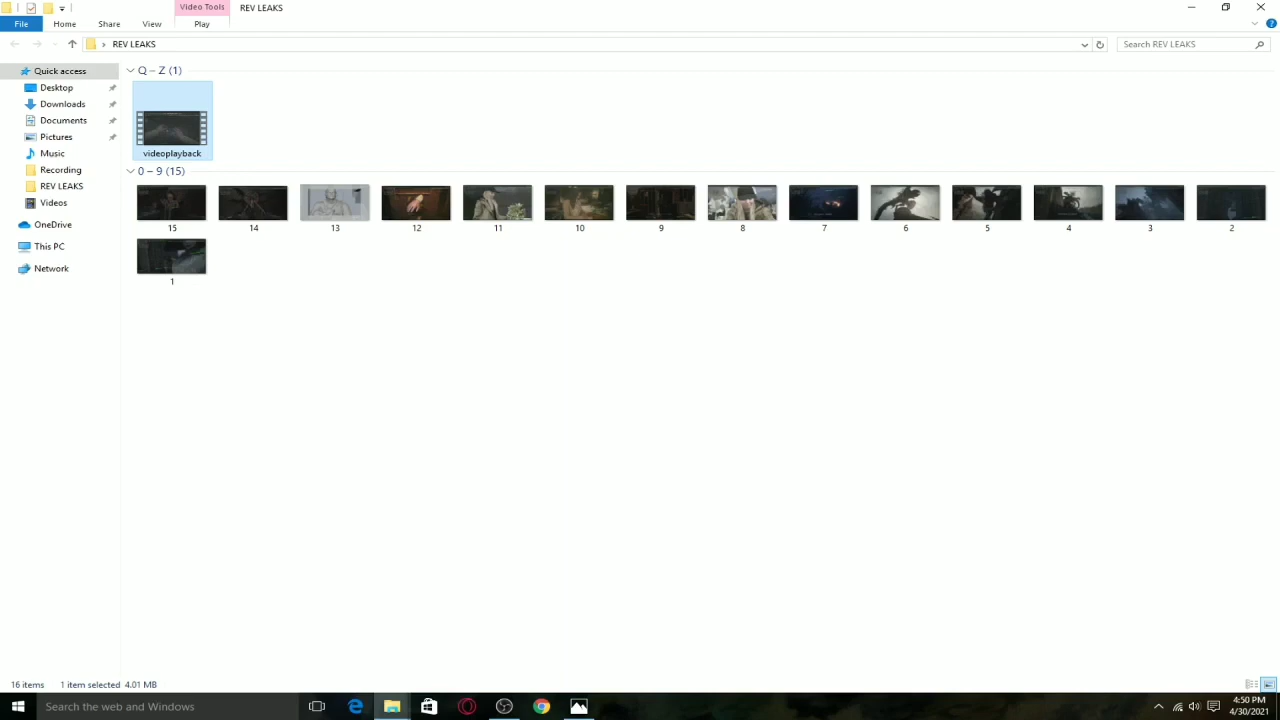 Video Tools
REV LEAKS
File
Home
Share
View
Play
REV LEAKS
Search REV LEAKS
Quick access
Desktop
Downloads
Documents
Pictures
Music
Recording
REV LEAKS
Videos
OneDrive
This PC
Network
Q – Z (1)
videoplayback
0 – 9 (15)
15 14 13 12 11 10 9 8 7 6 5 4 3 2
1
16 items 1 item selected 4.01 MB
Search the web and Windows
4:50 PM
4/30/2021